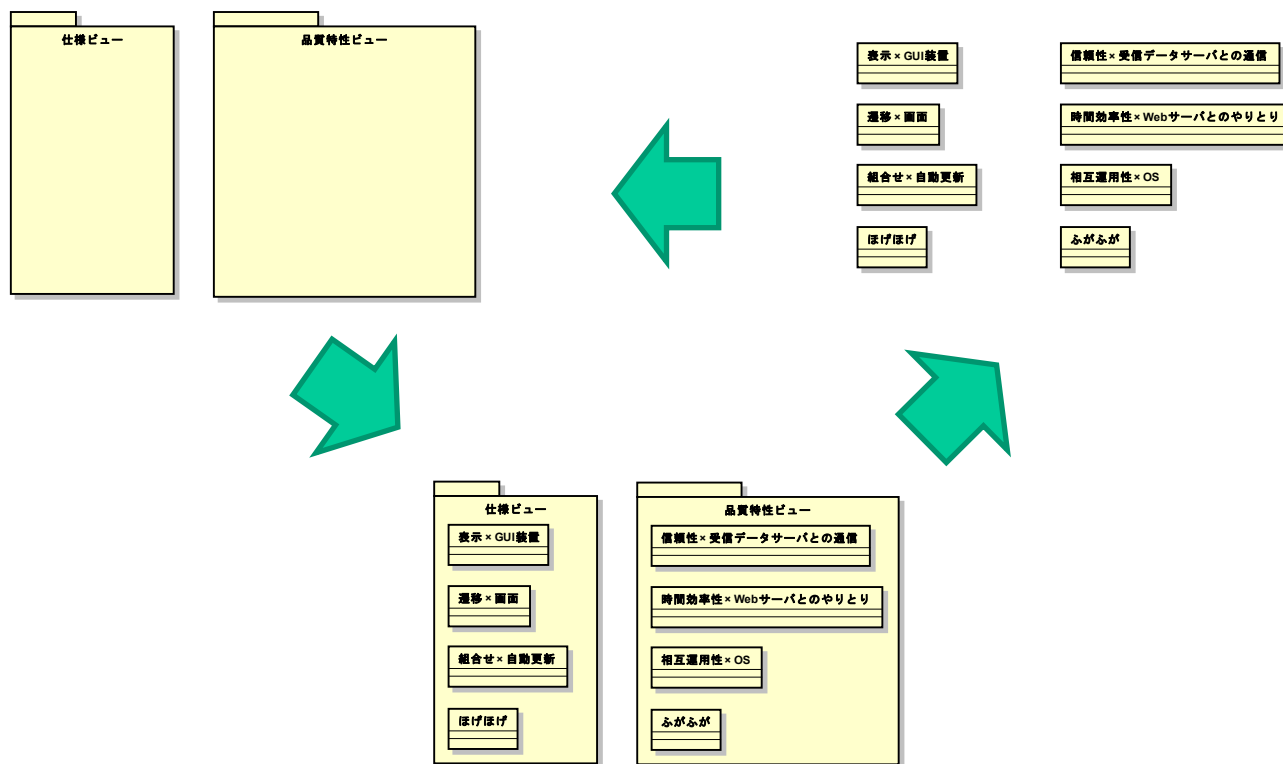 仕様ビュー
品質特性ビュー
表示×GUI装置
信頼性×受信データサーバとの通信
遷移×画面
時間効率性×Webサーバとのやりとり
組合せ×自動更新
相互運用性×OS
ほげほげ
ふがふが
仕様ビュー
品質特性ビュー
表示×GUI装置
信頼性×受信データサーバとの通信
遷移×画面
時間効率性×Webサーバとのやりとり
組合せ×自動更新
相互運用性×OS
ほげほげ
ふがふが